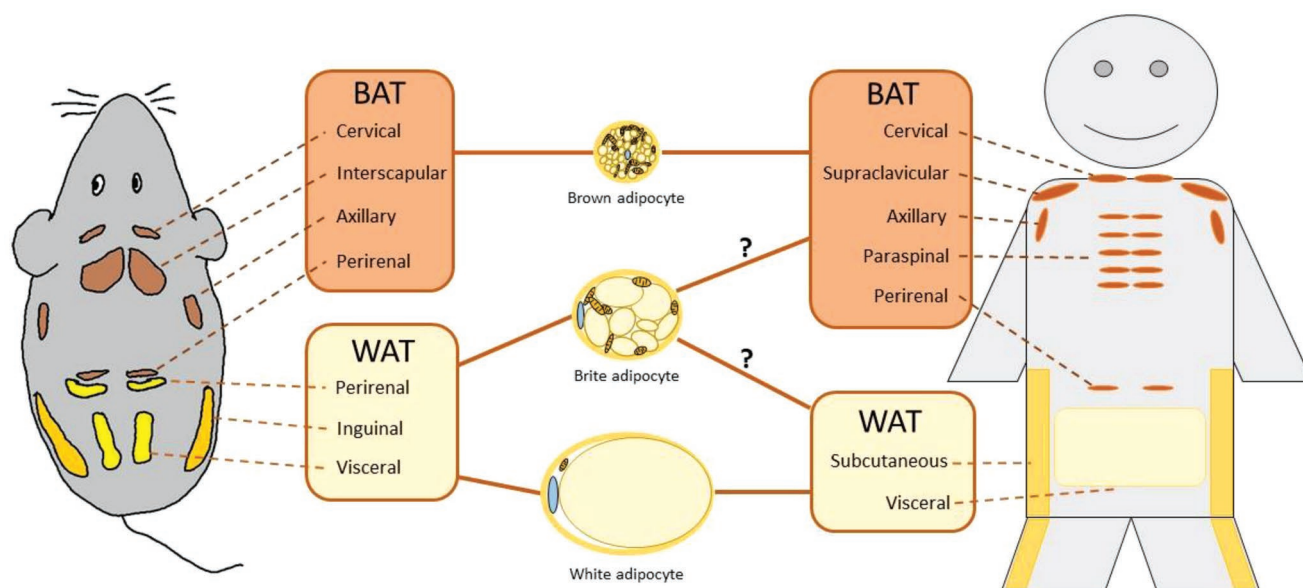 BAT
Cervical
Interscapular
Axillary
Perirenal
WAT
Perirenal
Inguinal
Visceral
Brown adipocyte
?
Brite adipocyte
?
White adipocyte
BAT
Cervical
Supraclavicular
Axillary
Paraspinal
Perirenal
WAT
Subcutaneous
Visceral